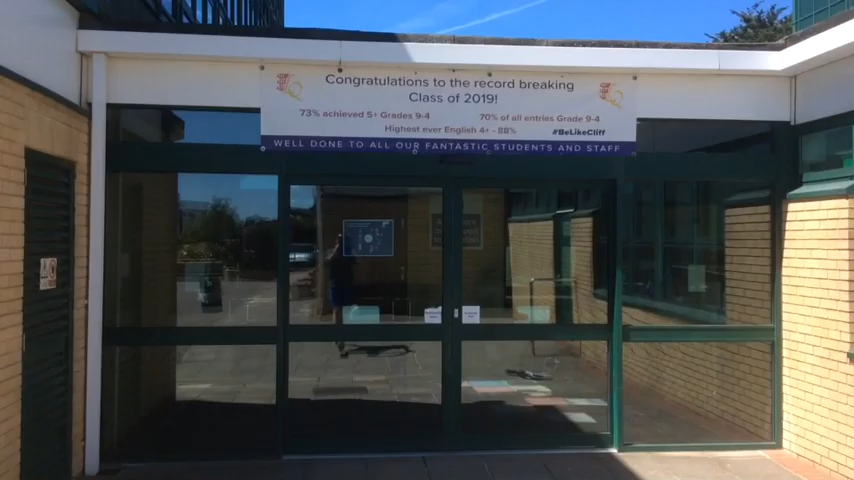 Congratulations to the record breaking
Class of 2019!
73% achieved 5+ Grades 9-4
70% of all entries Grade 9-4
Highest ever English 4+ - 88%
#BeLikeCliff
WELL DONE TO ALL OUR FANTASTIC STUDENTS AND STAFF